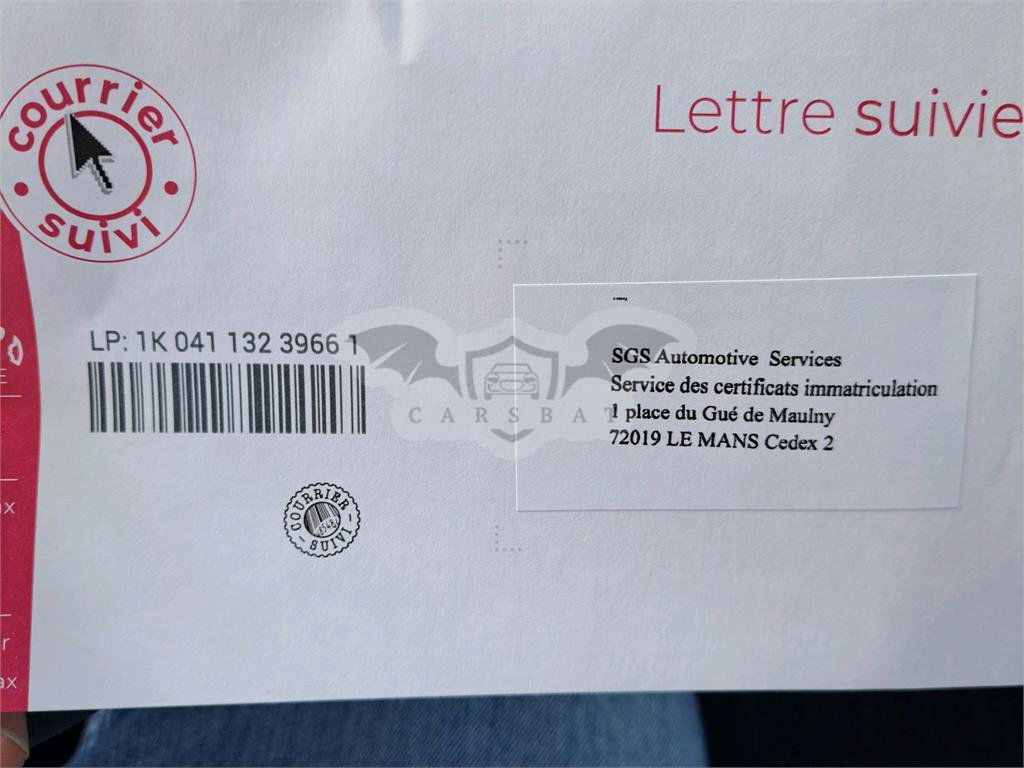 courrier
suivi
Lettre suivie
LP: 1K 041 132 3966 1
CARSBAT
SGS Automotive Services
Service des certificats immatriculation
1 place du Gué de Maulny
72019 LE MANS Cedex 2
COURRIER
SUIVI